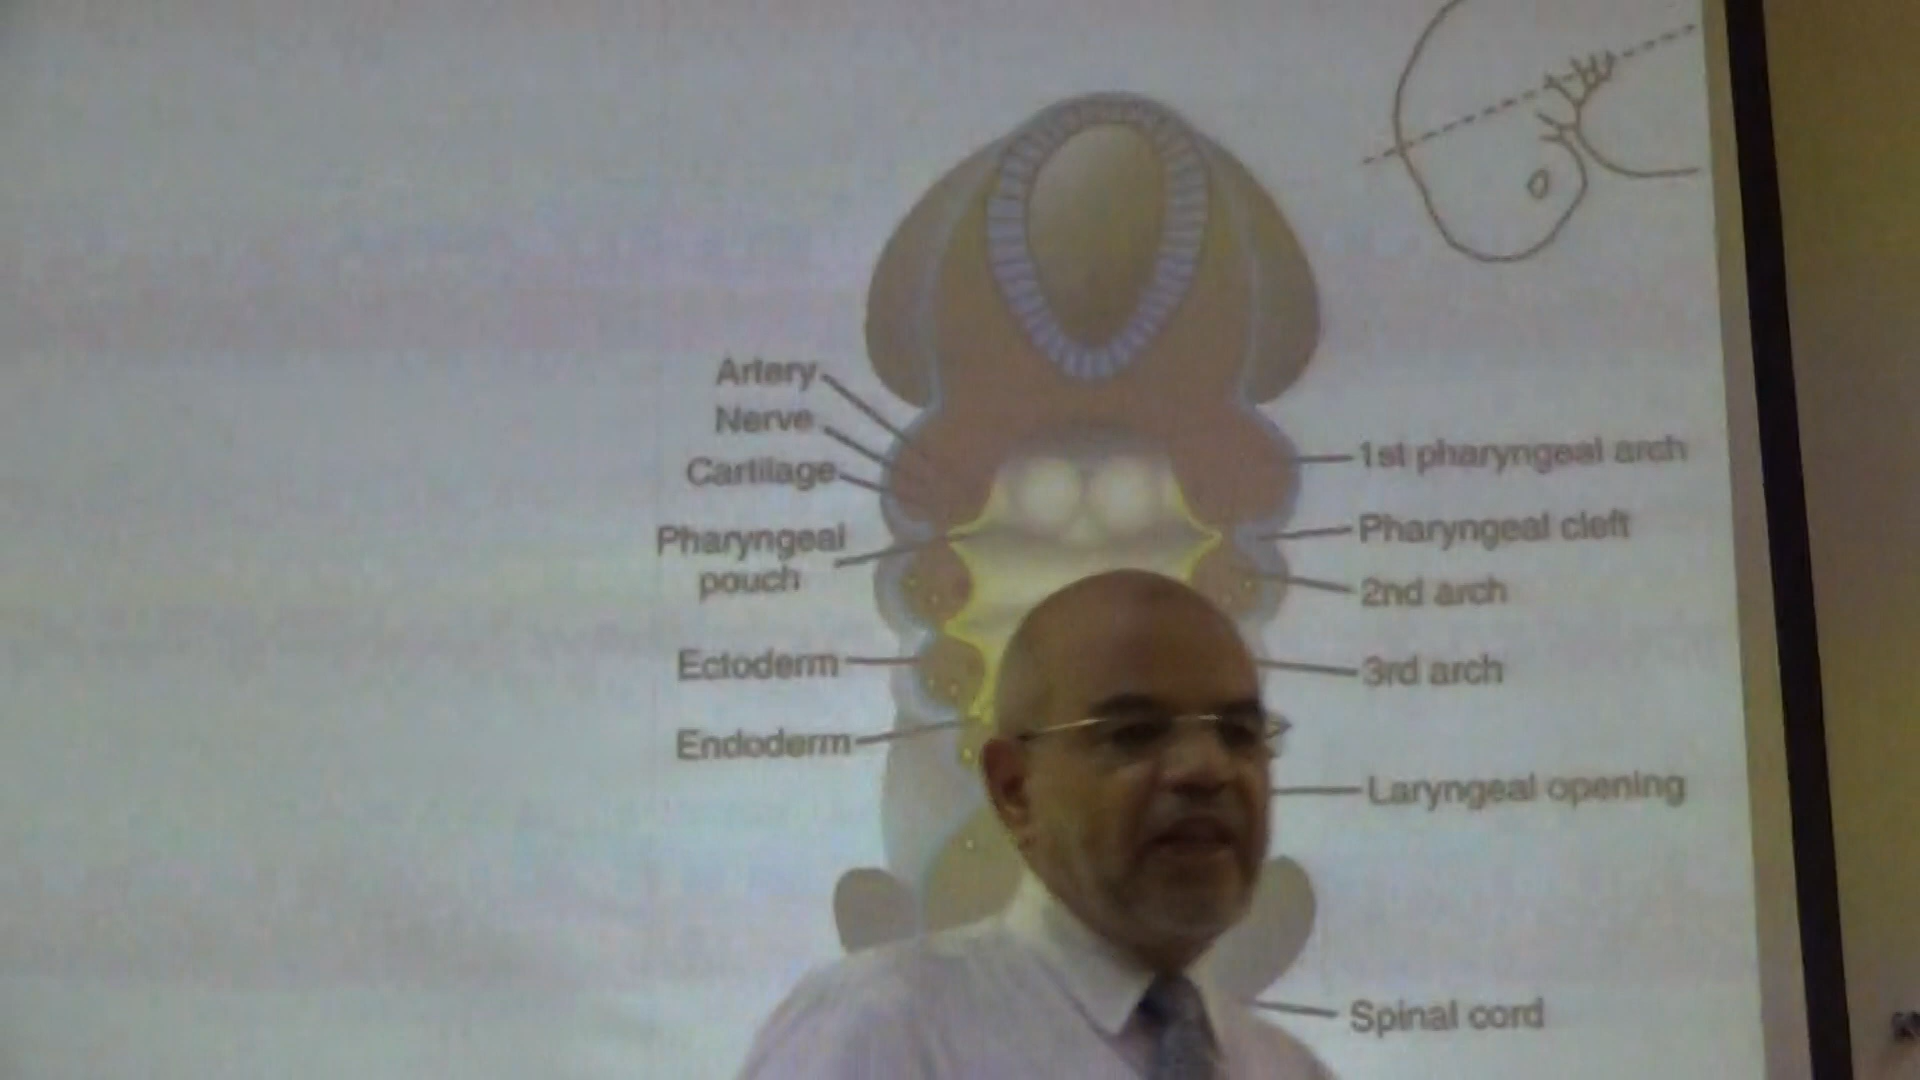 Artery
Nerve
Cartilage
Pharyngeal
pouch
Ectoderm
Endoderm
1st pharyngeal arch
Pharyngeal cleft
2nd arch
3rd arch
Laryngeal opening
Spinal cord